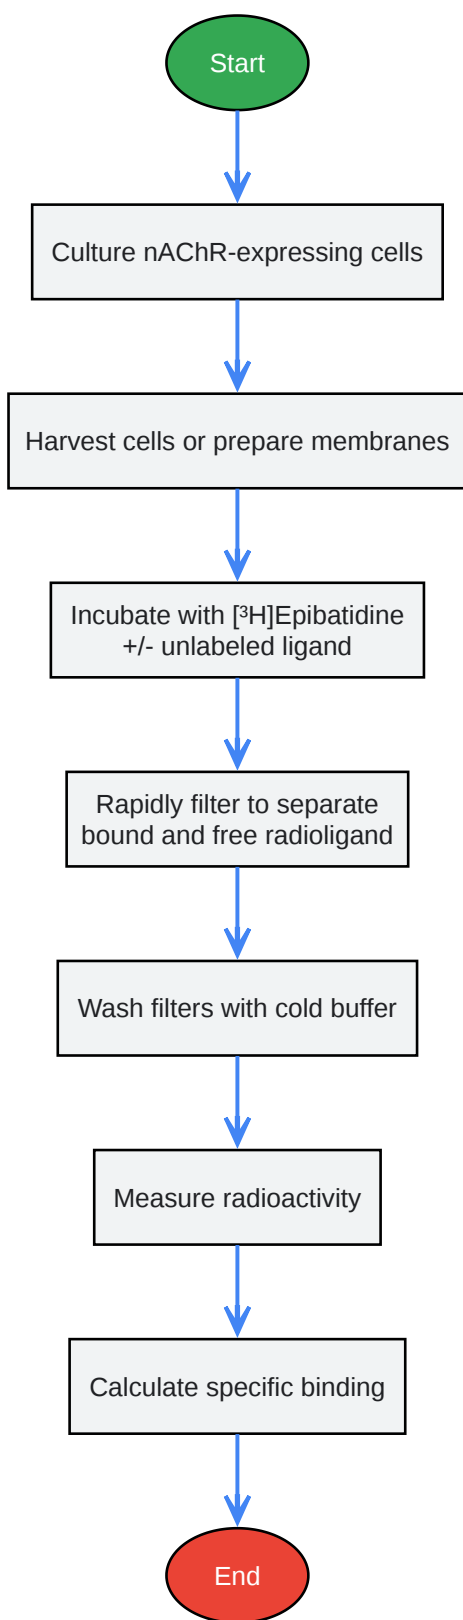 Start
Culture nAChR-expressing cells
Harvest cells or prepare membranes
Incubate with [³H]Epibatidine
+/- unlabeled ligand
Rapidly filter to separate
bound and free radioligand
Wash filters with cold buffer
Measure radioactivity
Calculate specific binding
End